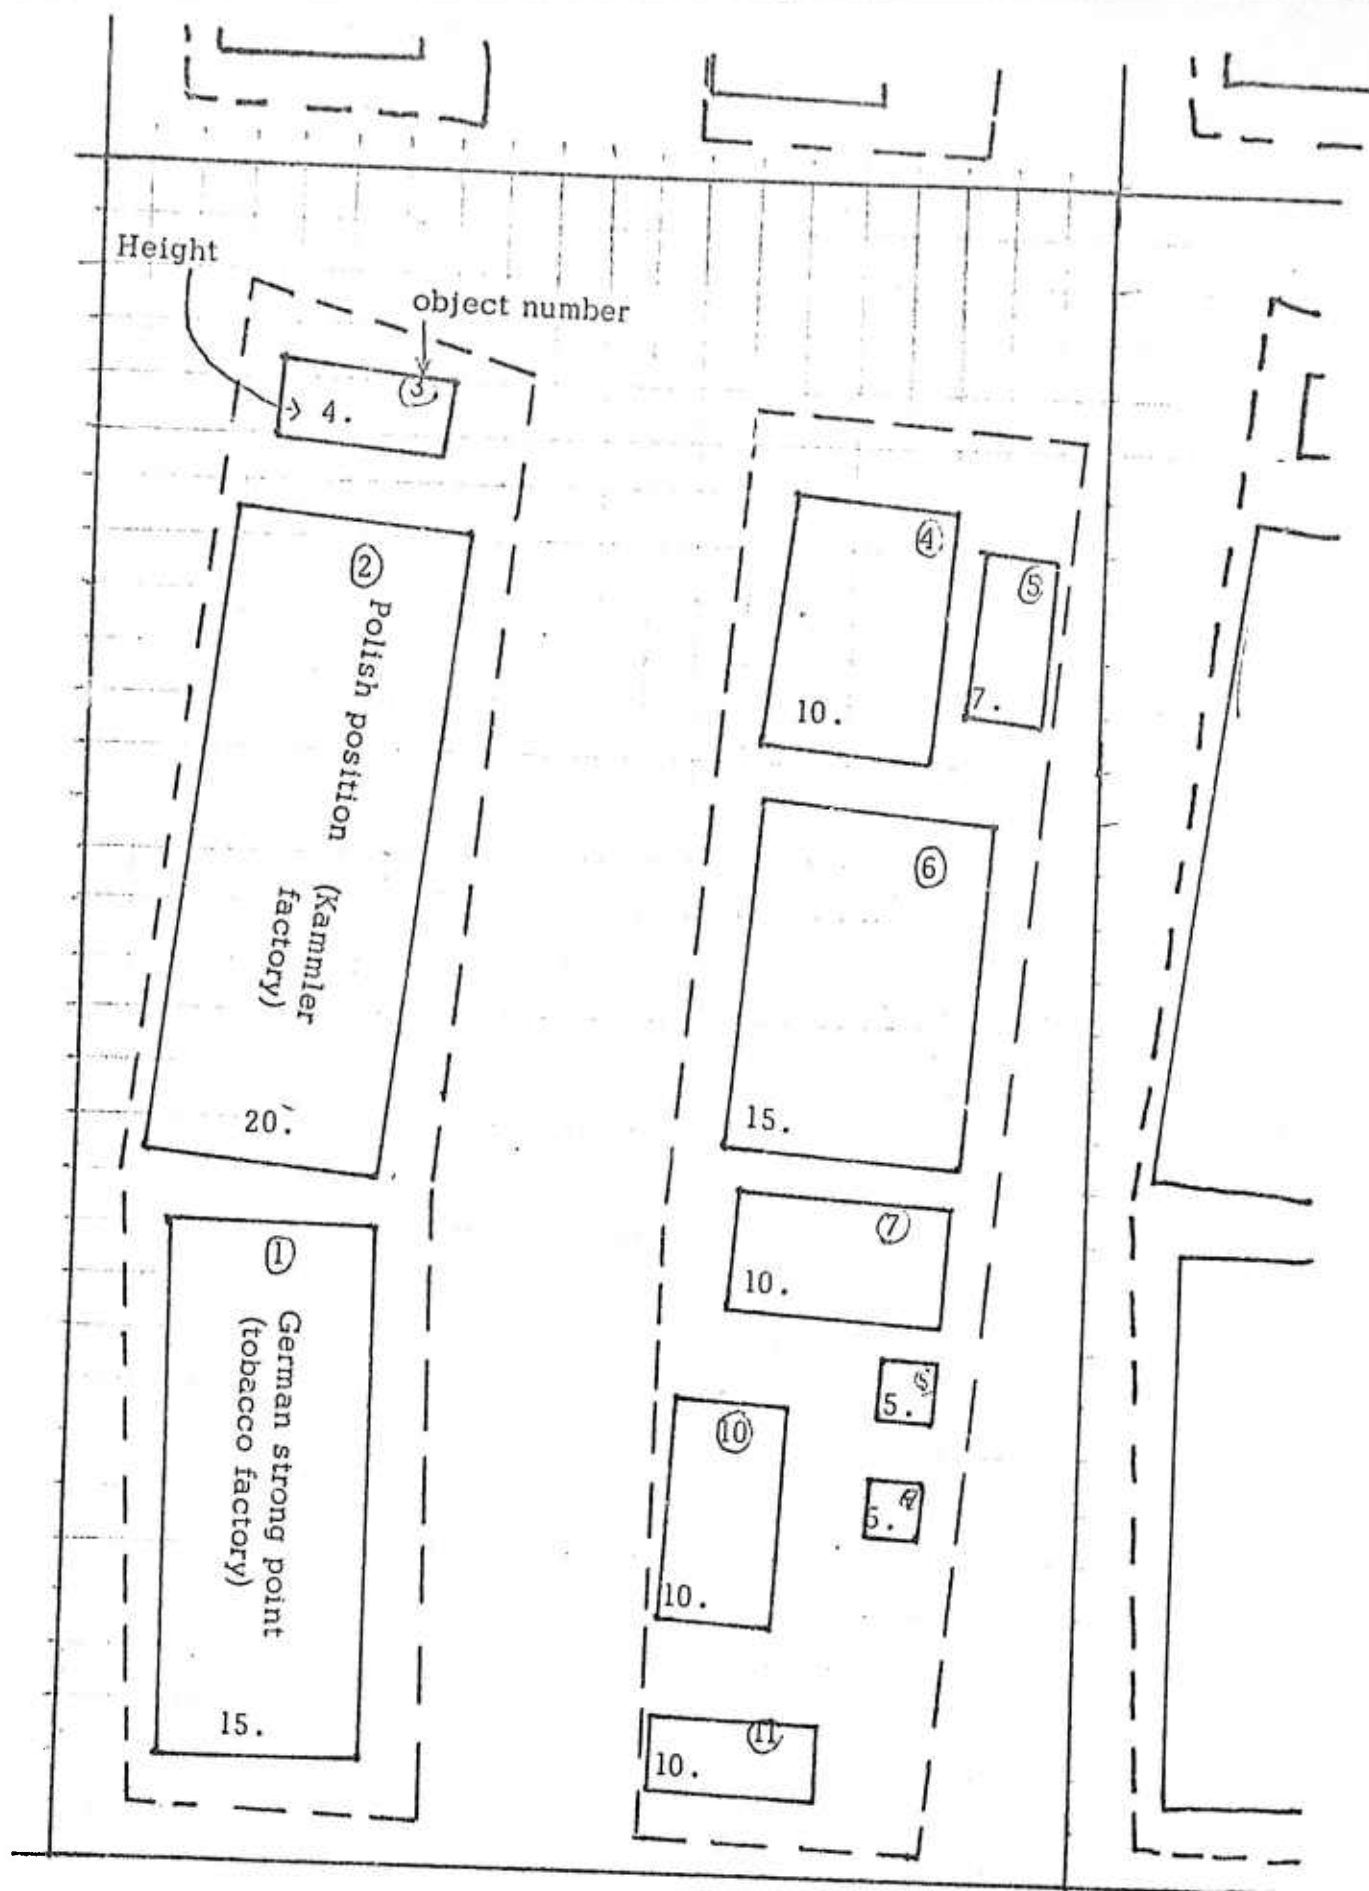 Height
object number
3
4.
2
Polish position
(Kammler
factory)
20.
4
10.
5
7.
6
15.
7
10.
5.
10
10.
11
10.
1
German strong point
(tobacco factory)
15.